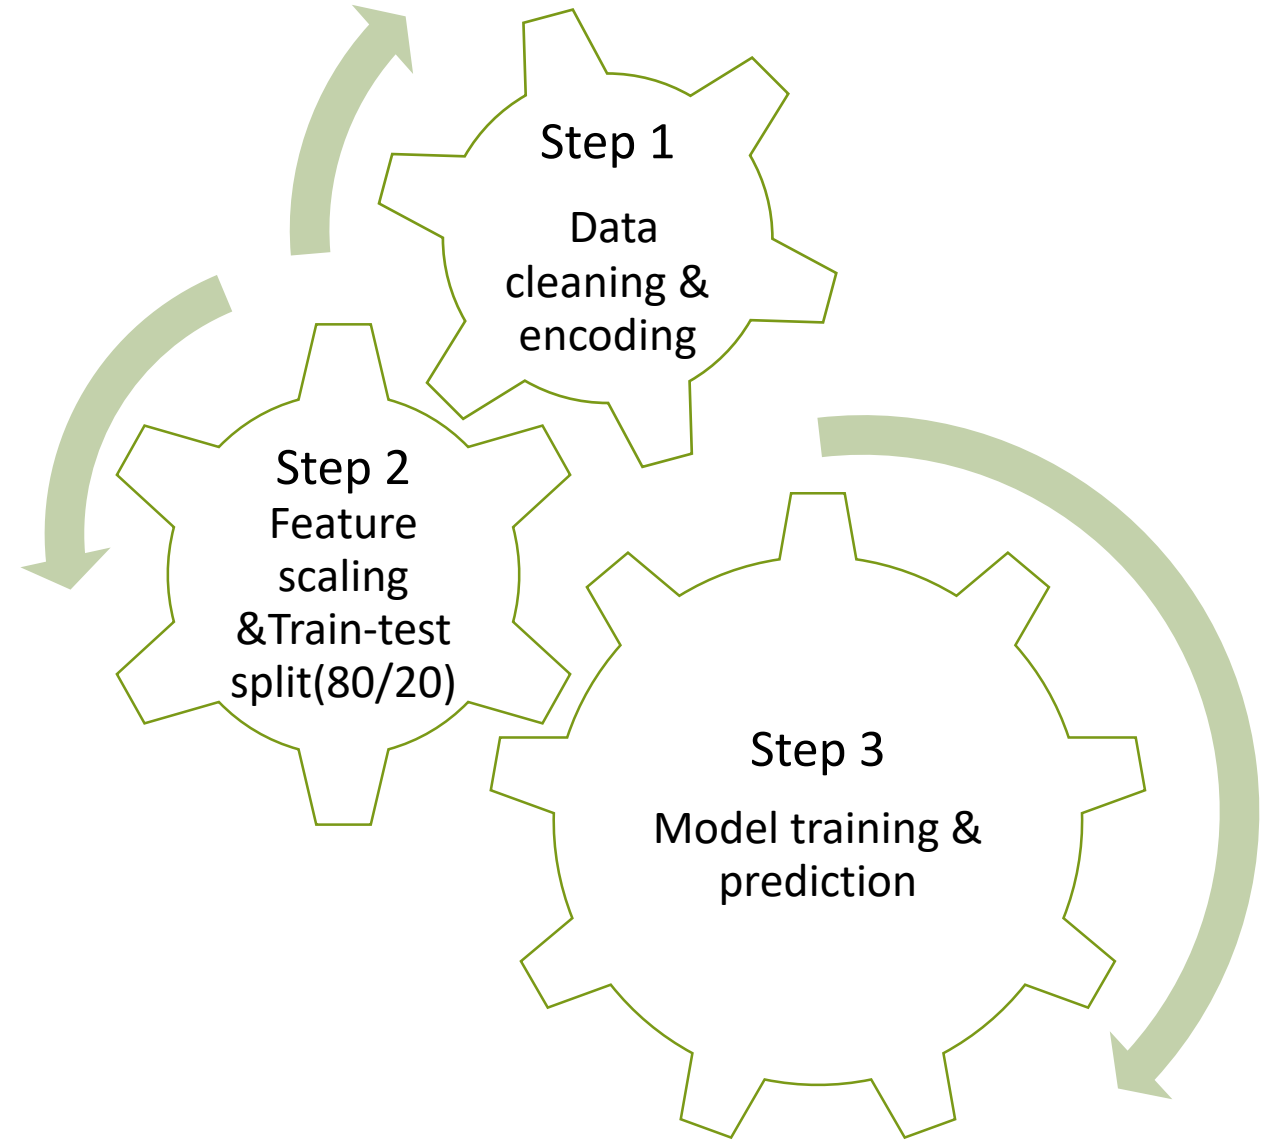 Step 1
Data
cleaning &
encoding
Step 2
Feature
scaling
&Train-test
split(80/20)
Step 3
Model training &
prediction